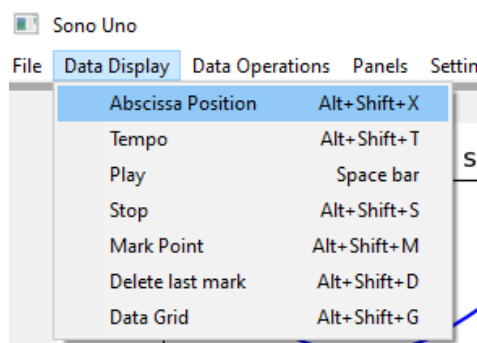 Sono Uno
File Data Display Data Operations Panels Settin
Abscissa Position Alt+Shift+X
Tempo Alt+Shift+T
Play Space bar
Stop Alt+Shift+S
Mark Point Alt+Shift+M
Delete last mark Alt+Shift+D
Data Grid Alt+Shift+G
S